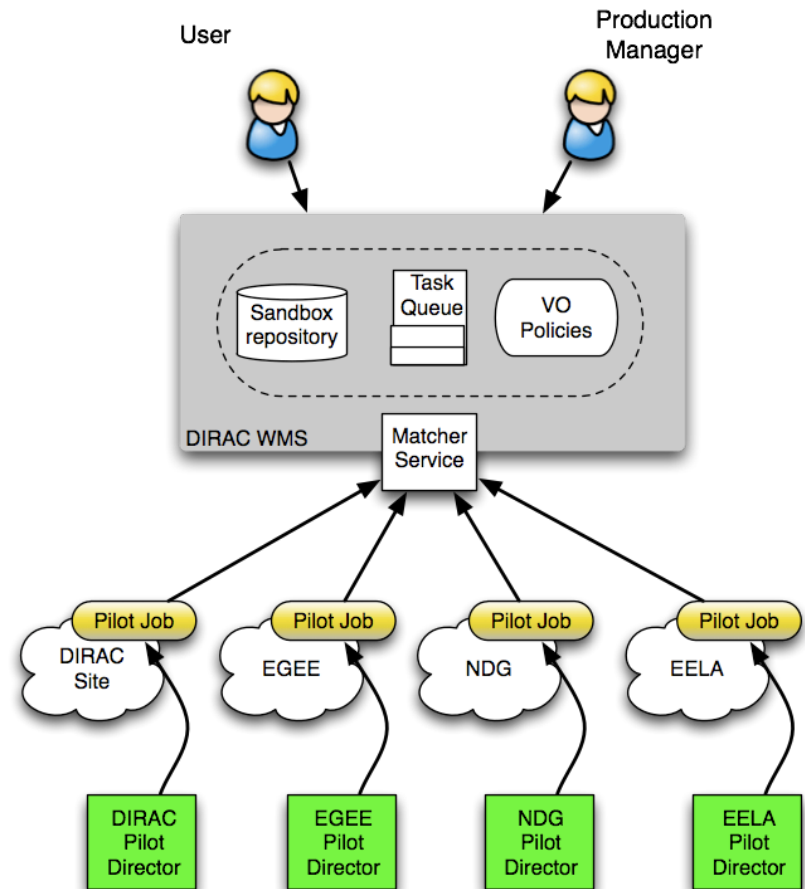 User
Production
Manager
Sandbox
repository
Task
Queue
VO
Policies
DIRAC WMS
Matcher
Service
Pilot Job
Pilot Job
Pilot Job
Pilot Job
DIRAC
Site
EGEE
NDG
EELA
DIRAC
Pilot
Director
EGEE
Pilot
Director
NDG
Pilot
Director
EELA
Pilot
Director